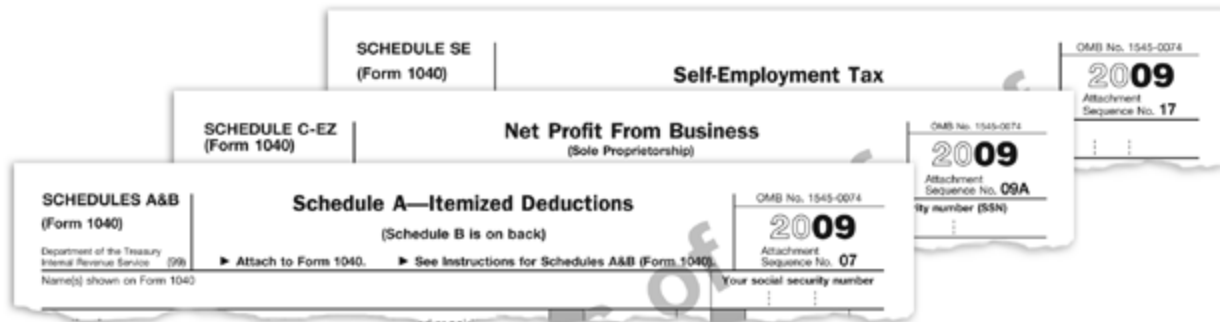 SCHEDULE SE
(Form 1040)
Self-Employment Tax
OMB No. 1545-0074
2009
Attachment
Sequence No. 17
SCHEDULE C-EZ
(Form 1040)
Net Profit From Business
(Sole Proprietorship)
OMB No. 1545-0074
2009
Attachment
Sequence No. 09A
ity number (SSN)
SCHEDULES A&B
(Form 1040)
Department of the Treasury
Internal Revenue Service (99)
Schedule A—Itemized Deductions
(Schedule B is on back)
► Attach to Form 1040. ► See Instructions for Schedules A&B (Form 1040).
OMB No. 1545-0074
2009
Attachment
Sequence No. 07
Name(s) shown on Form 1040
Your social security number
of